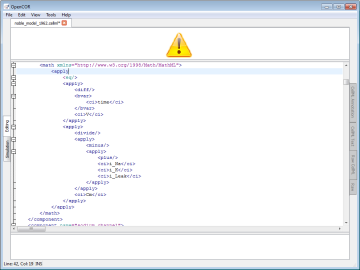 OpenCOR
File Edit View Tools Help
noble_model_1962.cellml*
<math xmlns="http://www.w3.org/1998/Math/MathML">
<apply
<eq/>
<apply>
<diff/>
<bvar>
<ci>time</ci>
</bvar>
<ci>V</ci>
</apply>
<apply>
<divide/>
<apply>
<minus/>
<apply>
<plus/>
<ci>i_Na</ci>
<ci>i_K</ci>
<ci>i_Leak</ci>
</apply>
</apply>
<ci>Cm</ci>
</apply>
</apply>
</math>
</component>
Editing
Simulation
Line: 42, Col: 19 INS